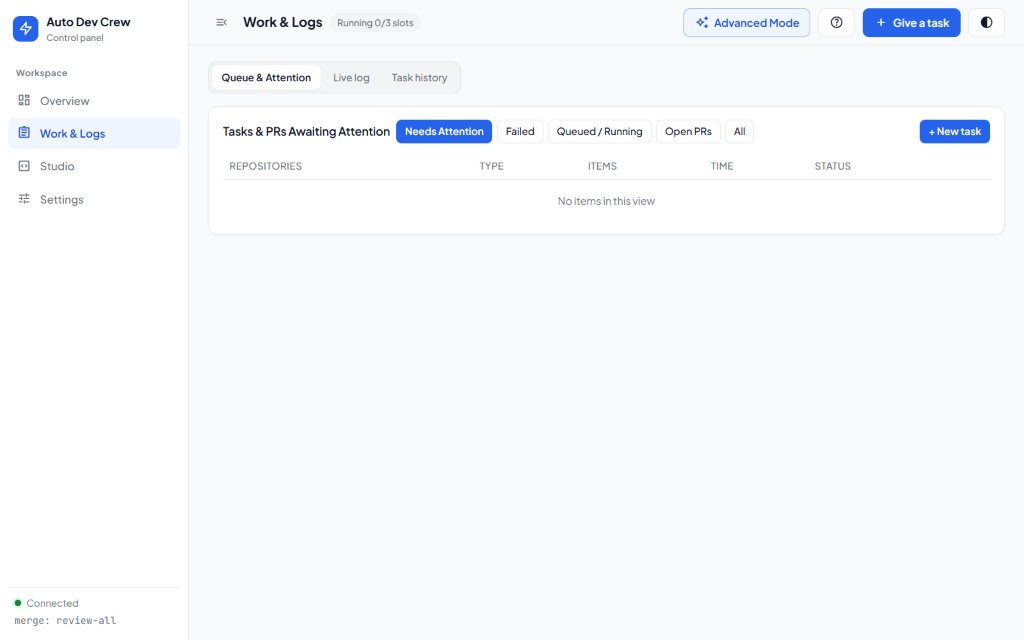 Auto Dev Crew
Control panel
Workspace
Overview
Work & Logs
Studio
Settings
Connected
merge: review-all
Work & Logs
Running 0/3 slots
Advanced Mode
+ Give a task
Queue & Attention
Live log
Task history
Tasks & PRs Awaiting Attention
Needs Attention
Failed
Queued / Running
Open PRs
All
+ New task
REPOSITORIES TYPE ITEMS TIME STATUS
No items in this view